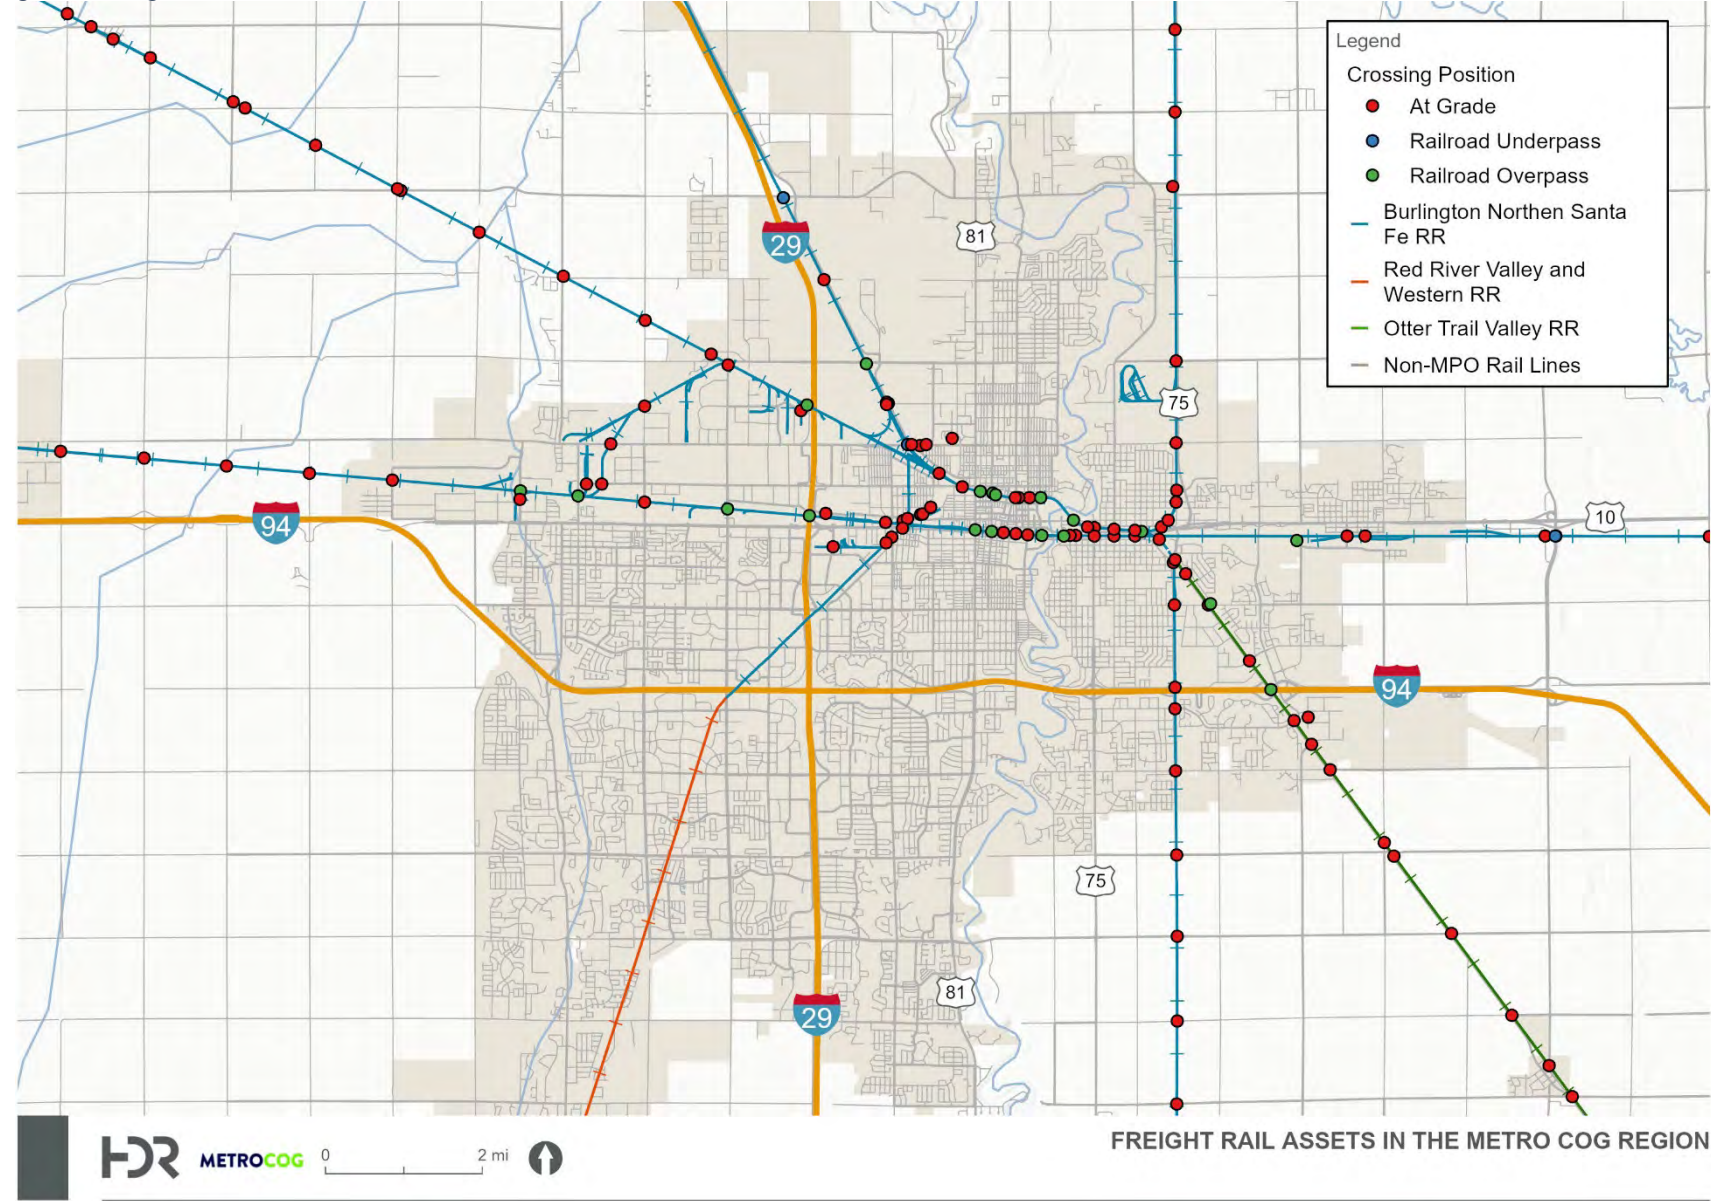 Legend
Crossing Position
At Grade
Railroad Underpass
Railroad Overpass
Burlington Northen Santa
Fe RR
Red River Valley and
Western RR
Otter Trail Valley RR
Non-MPO Rail Lines
29
81
75
94
10
94
75
81
29
HDR
METROCOG
0
2 mi
FREIGHT RAIL ASSETS IN THE METRO COG REGION